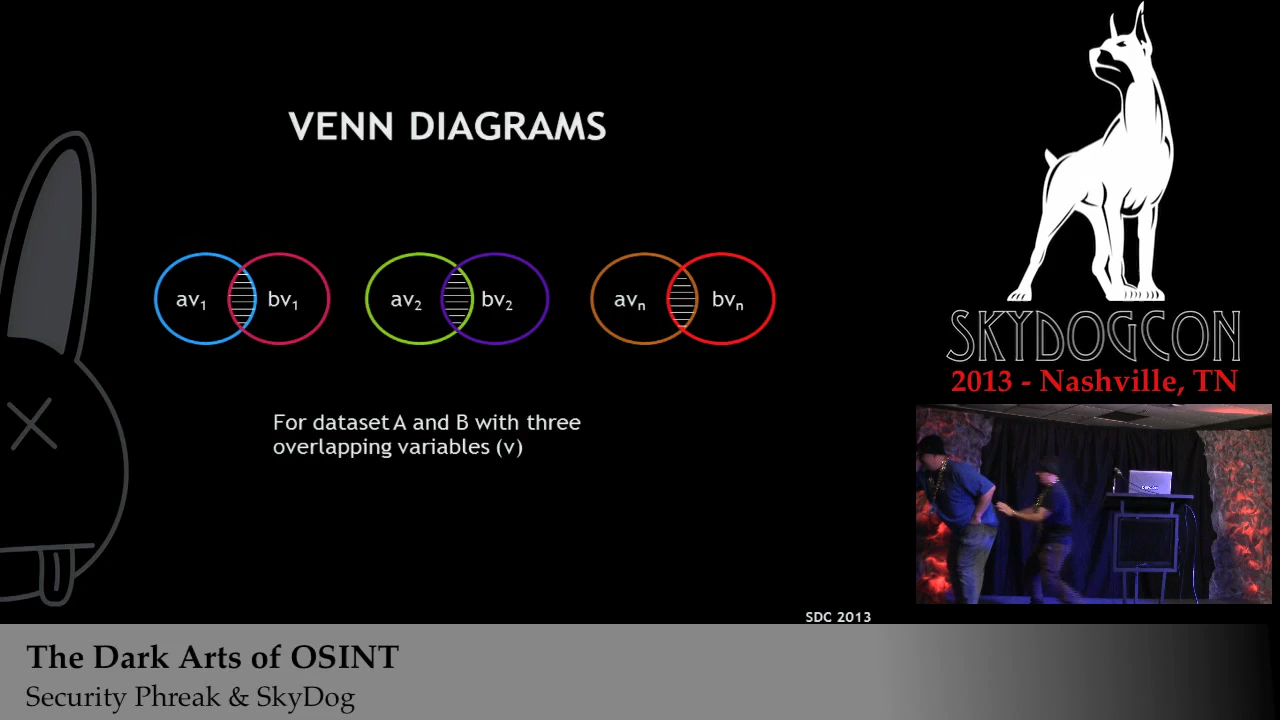 VENN DIAGRAMS
av₁ bv₁ av₂ bv₂ avₙ bvₙ
For dataset A and B with three
overlapping variables (v)
SDC 2013
SKYDOGCON
2013 - Nashville, TN
The Dark Arts of OSINT
Security Phreak & SkyDog